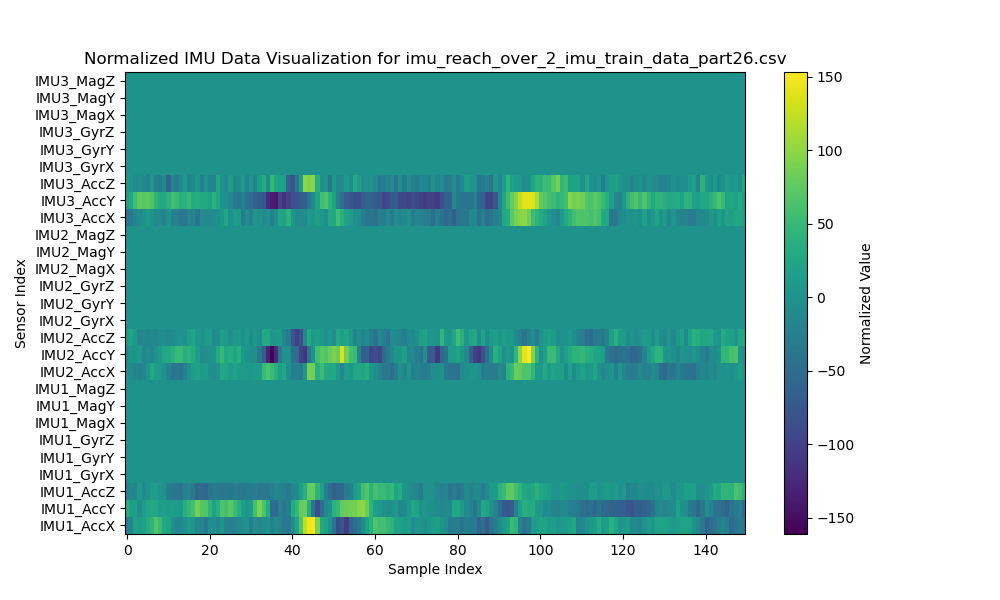 Normalized IMU Data Visualization for imu_reach_over_2_imu_train_data_part26.csv
IMU3_MagZ
IMU3_MagY
IMU3_MagX
IMU3_GyrZ
IMU3_GyrY
IMU3_GyrX
IMU3_AccZ
IMU3_AccY
IMU3_AccX
IMU2_MagZ
IMU2_MagY
IMU2_MagX
IMU2_GyrZ
IMU2_GyrY
IMU2_GyrX
IMU2_AccZ
IMU2_AccY
IMU2_AccX
IMU1_MagZ
IMU1_MagY
IMU1_MagX
IMU1_GyrZ
IMU1_GyrY
IMU1_GyrX
IMU1_AccZ
IMU1_AccY
IMU1_AccX
Sensor Index
0 20 40 60 80 100 120 140
Sample Index
150
100
50
0
−50
−100
−150
Normalized Value